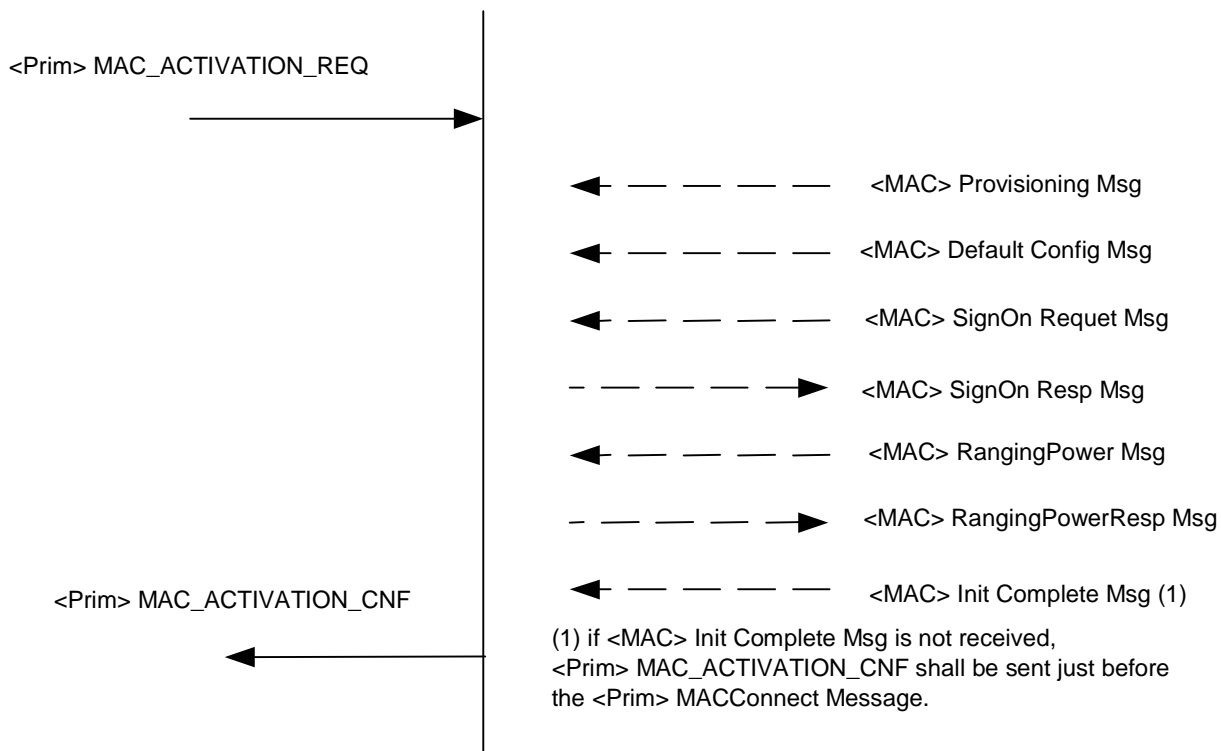 <Prim> MAC_ACTIVATION_REQ
<MAC> Provisioning Msg
<MAC> Default Config Msg
<MAC> SignOn Requet Msg
<MAC> SignOn Resp Msg
<MAC> RangingPower Msg
<MAC> RangingPowerResp Msg
<MAC> Init Complete Msg (1)
<Prim> MAC_ACTIVATION_CNF
(1) if <MAC> Init Complete Msg is not received,
<Prim> MAC_ACTIVATION_CNF shall be sent just before
the <Prim> MACConnect Message.